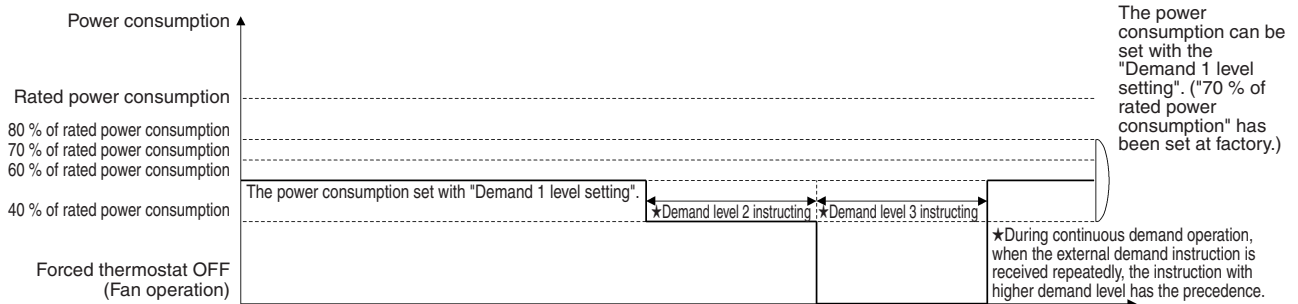 Power consumption
Rated power consumption
80 % of rated power consumption
70 % of rated power consumption
60 % of rated power consumption
40 % of rated power consumption
Forced thermostat OFF
(Fan operation)
The power consumption set with "Demand 1 level setting".
★Demand level 2 instructing
★Demand level 3 instructing
The power
consumption can be
set with the
"Demand 1 level
setting". ("70 % of
rated power
consumption" has
been set at factory.)
★During continuous demand operation,
when the external demand instruction is
received repeatedly, the instruction with
higher demand level has the precedence.